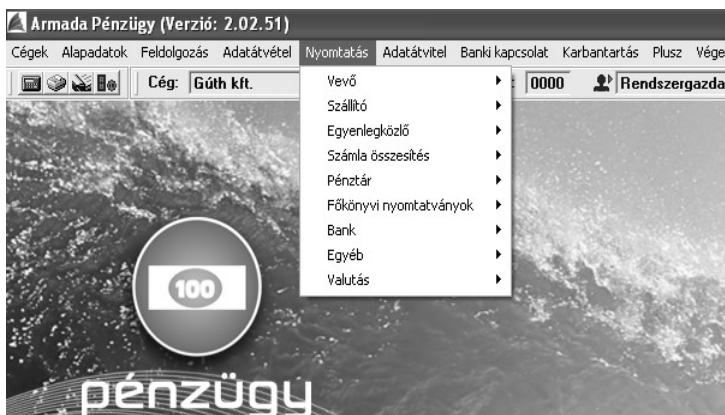 Armada Pénzügy (Verzió: 2.02.51)
Cégek Alapadatok Feldolgozás Adatátvétel Nyomtatás Adatátvitel Banki kapcsolat Karbantartás Plusz Vége
Cég: Gúth kft. : 0000 Rendszergazda
Vevő
Szállító
Egyenlegközlő
Számla összesítés
Pénztár
Főkönyvi nyomtatványok
Bank
Egyéb
Valutás
100
pénzügy